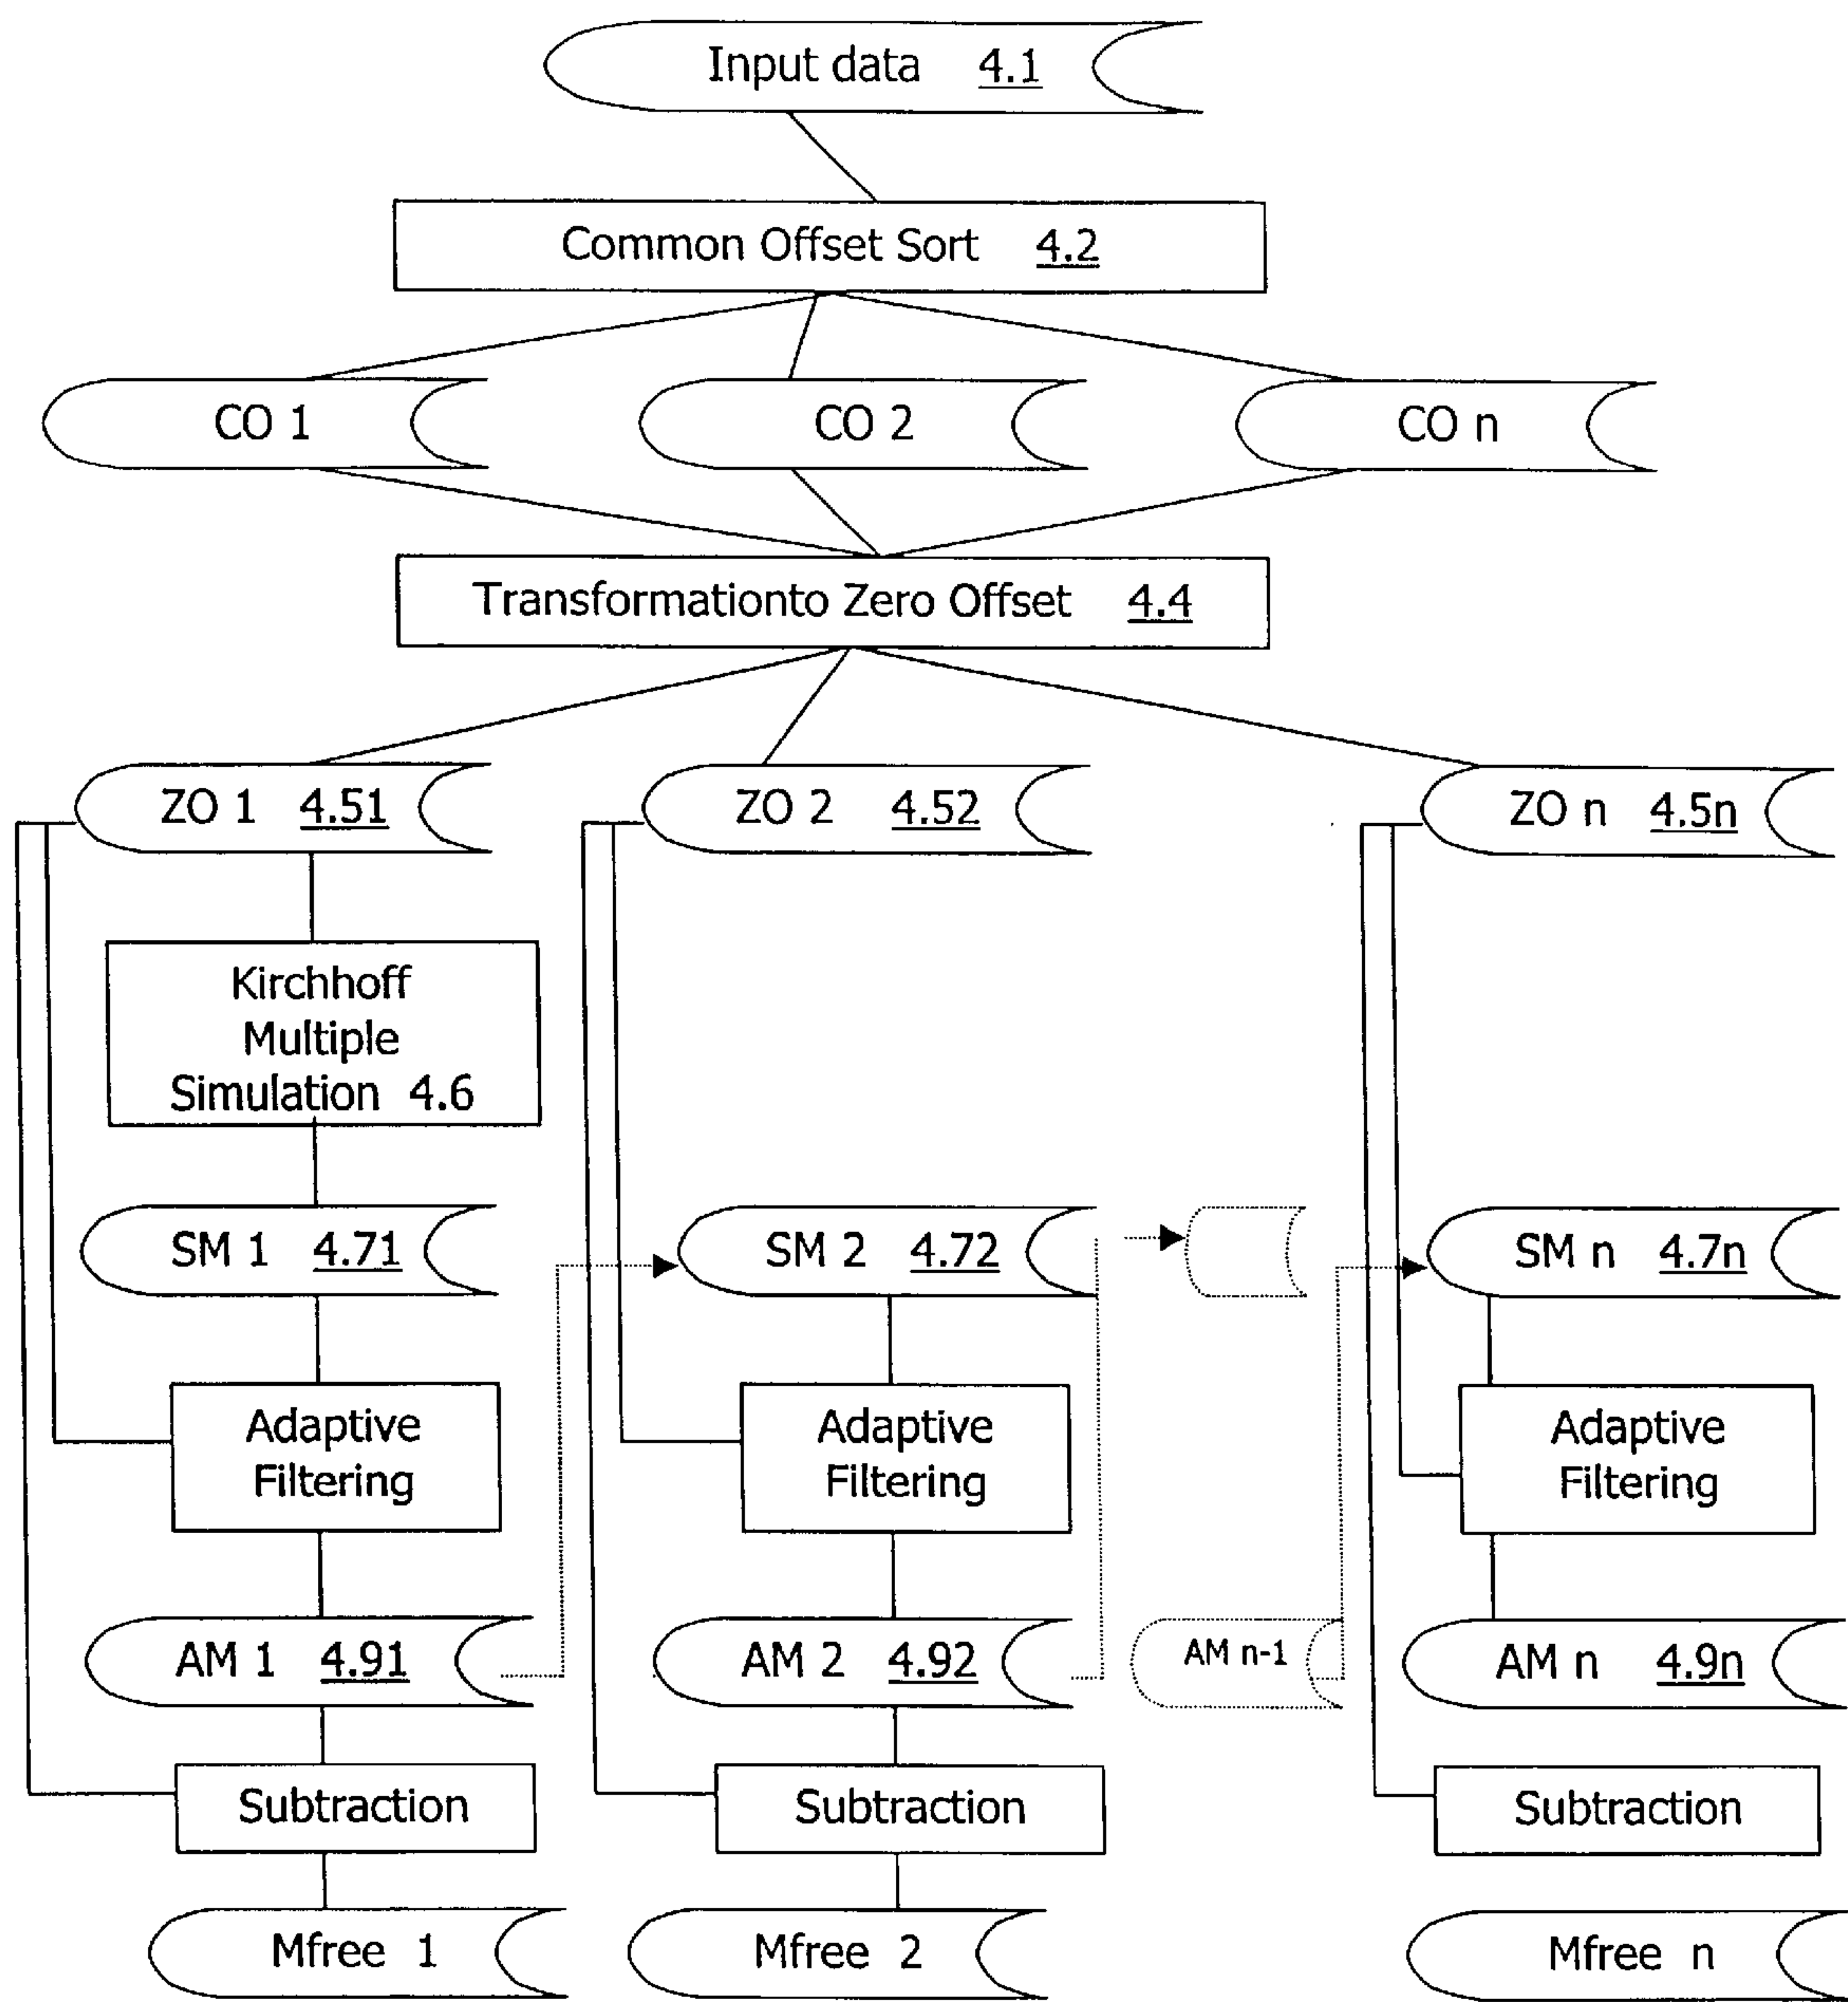 Input data 4.1
Common Offset Sort 4.2
CO 1
CO 2
CO n
Transformationto Zero Offset 4.4
ZO 1 4.51
ZO 2 4.52
ZO n 4.5n
Kirchhoff
Multiple
Simulation 4.6
SM 1 4.71
SM 2 4.72
SM n 4.7n
Adaptive
Filtering
Adaptive
Filtering
Adaptive
Filtering
AM 1 4.91
AM 2 4.92
AM n-1
AM n 4.9n
Subtraction
Subtraction
Subtraction
Mfree 1
Mfree 2
Mfree n